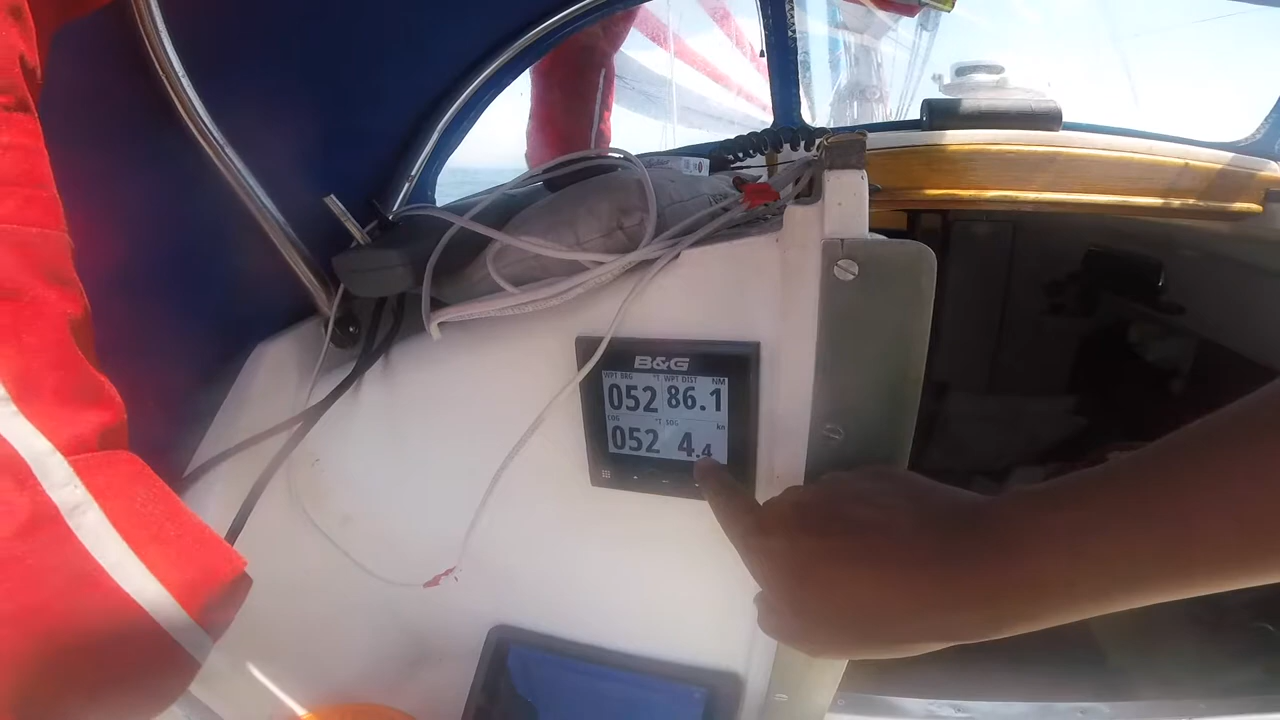 B&G
WPT BRG °T WPT DIST NM
052 86.1
COG °T SOG kn
052 4.4